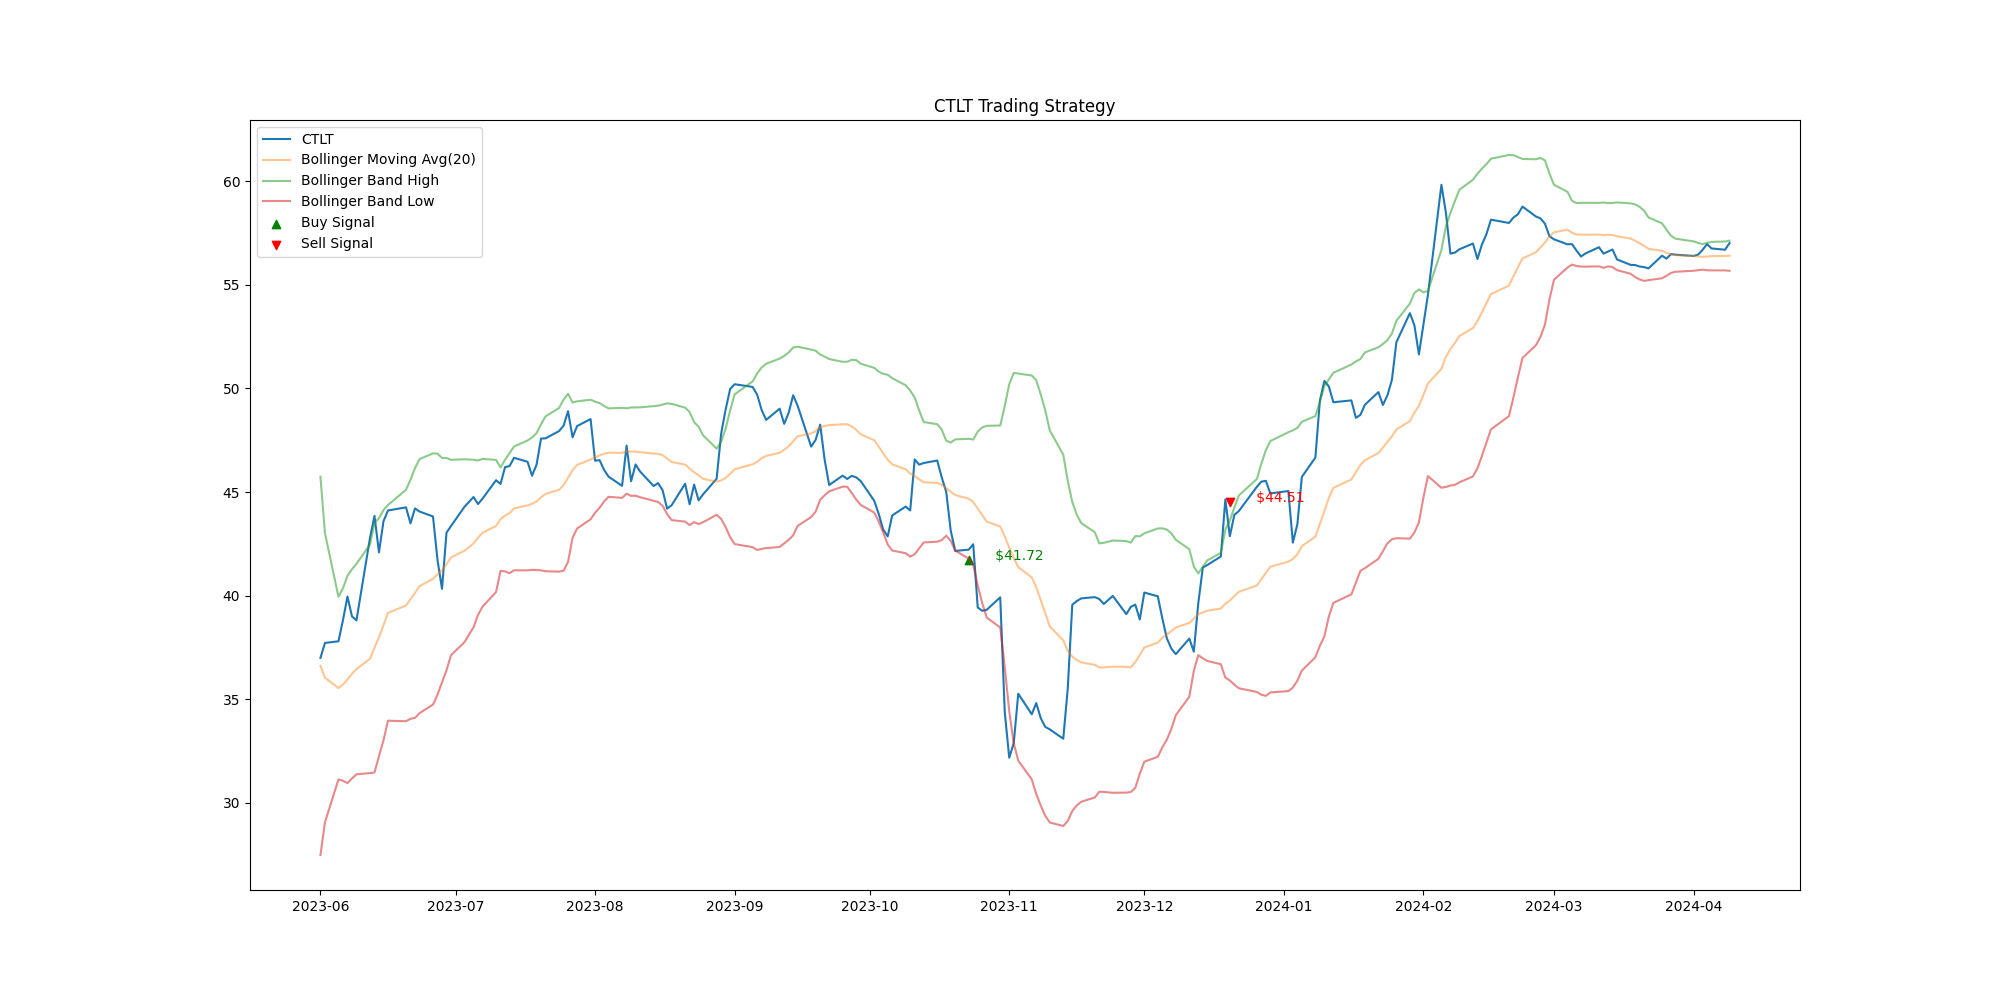 CTLT Trading Strategy
CTLT
Bollinger Moving Avg(20)
Bollinger Band High
Bollinger Band Low
Buy Signal
Sell Signal
60
55
50
45
40
35
30
$44.51
$41.72
2023-06 2023-07 2023-08 2023-09 2023-10 2023-11 2023-12 2024-01 2024-02 2024-03 2024-04